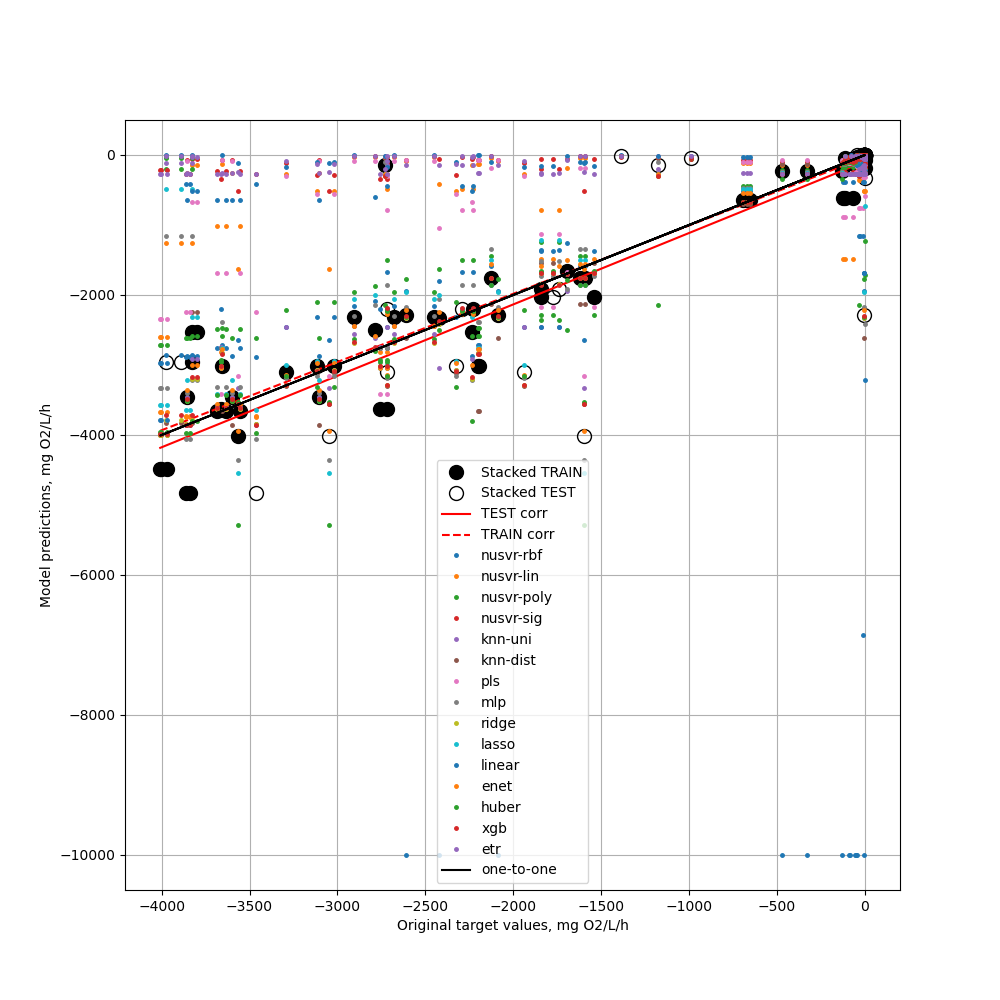 0
−2000
−4000
−6000
−8000
−10000
Model predictions, mg O2/L/h
Stacked TRAIN
Stacked TEST
TEST corr
TRAIN corr
nusvr-rbf
nusvr-lin
nusvr-poly
nusvr-sig
knn-uni
knn-dist
pls
mlp
ridge
lasso
linear
enet
huber
xgb
etr
one-to-one
−4000 −3500 −3000 −2500 −2000 −1500 −1000 −500 0
Original target values, mg O2/L/h